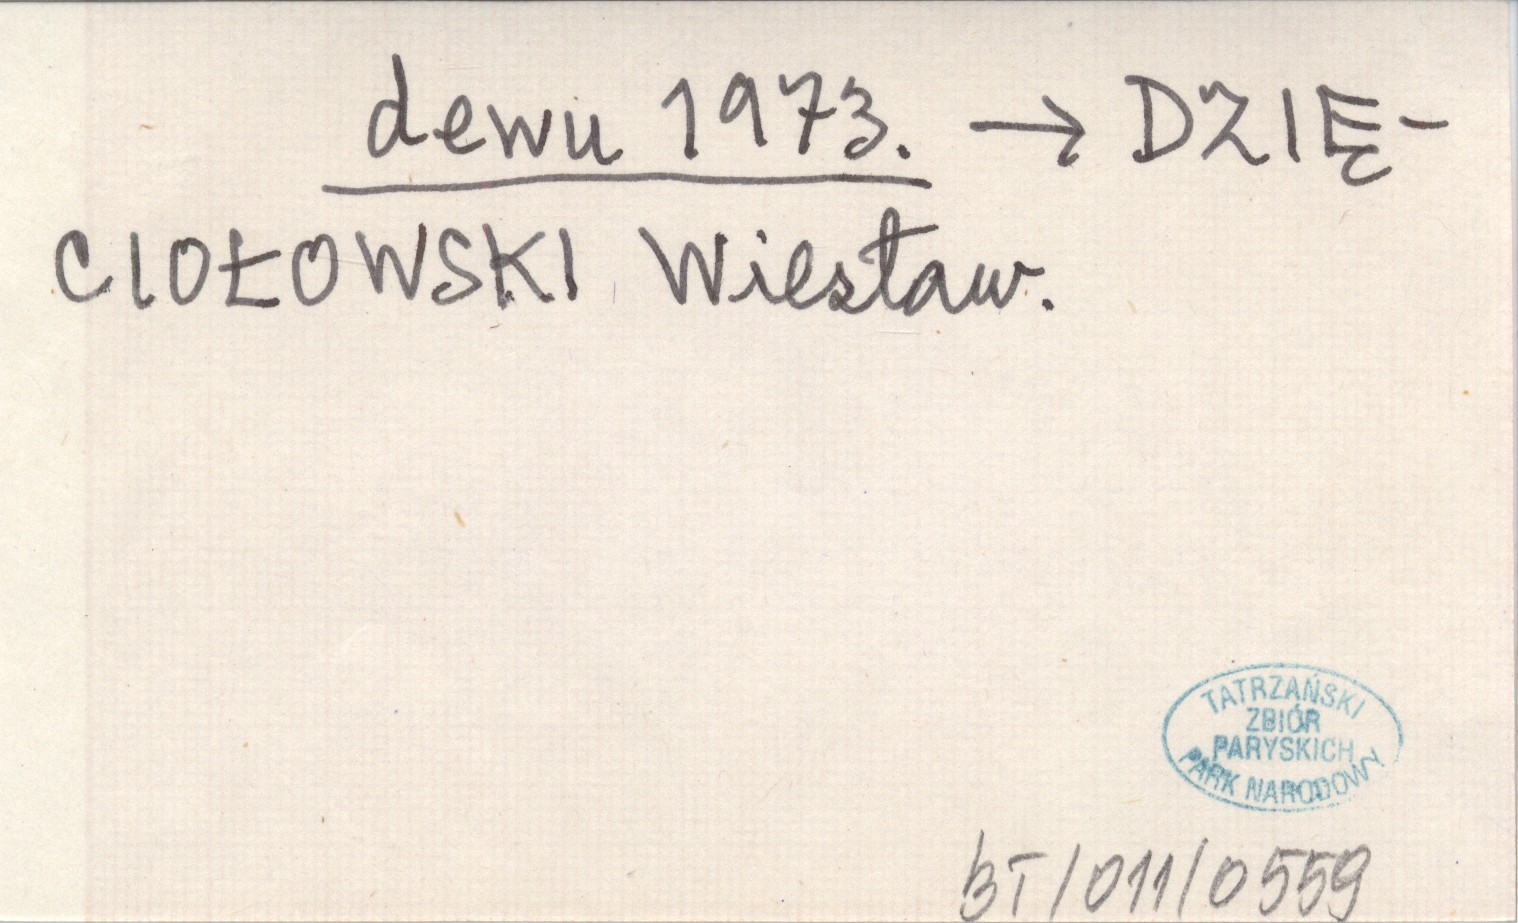 dewu 1973. → DZIĘ-
CIOŁOWSKI Wiesław.
TATRZAŃSKI
ZBIÓR
PARYSKICH
PARK NARODOWY
BT/011/0559